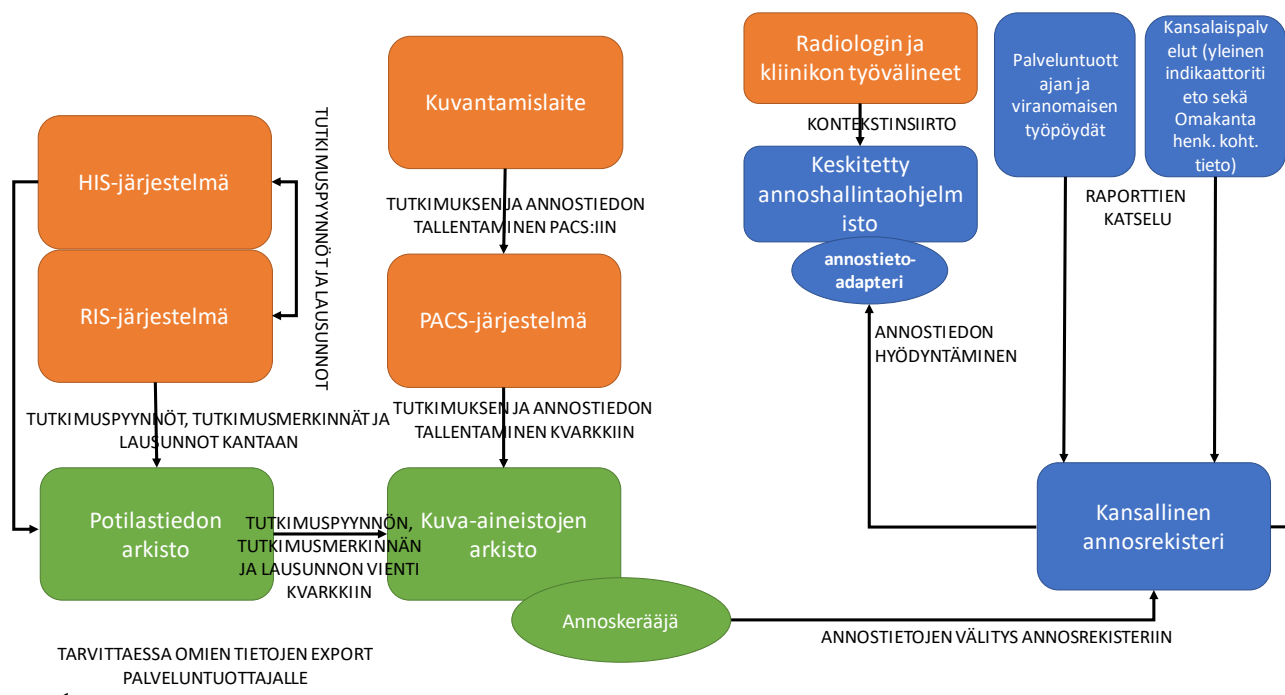 HIS-järjestelmä
RIS-järjestelmä
TUTKIMUSPYYNNÖT JA LAUSUNNOT
TUTKIMUSPYYNNÖT, TUTKIMUSMERKINNÄT JA
LAUSUNNOT KANTAAN
Potilastiedon
arkisto
TUTKIMUSPYYNNÖN,
TUTKIMUSMERKINNÄN
JA LAUSUNNON VIENTI
KVARKKIIN
Kuvantamislaite
TUTKIMUKSEN JA ANNOSTIEDON
TALLENTAMINEN PACS:IIN
PACS-järjestelmä
TUTKIMUKSEN JA ANNOSTIEDON
TALLENTAMINEN KVARKKIIN
Kuva-aineistojen
arkisto
Annoskerääjä
ANNOSTIETOJEN VÄLITYS ANNOSREKISTERIIN
Radiologin ja
kliinikon työvälineet
KONTEKSTINSIIRTO
Keskitetty
annoshallintaohjelm
isto
annostieto-
adapteri
ANNOSTIEDON
HYÖDYNTÄMINEN
Palveluntuott
ajan ja
viranomaisen
työpöydät
Kansalaispalv
elut (yleinen
indikaattoriti
eto sekä
Omakanta
henk. koht.
tieto)
RAPORTTIEN
KATSELU
Kansallinen
annosrekisteri
TARVITTAESSA OMIEN TIETOJEN EXPORT
PALVELUNTUOTTAJALLE